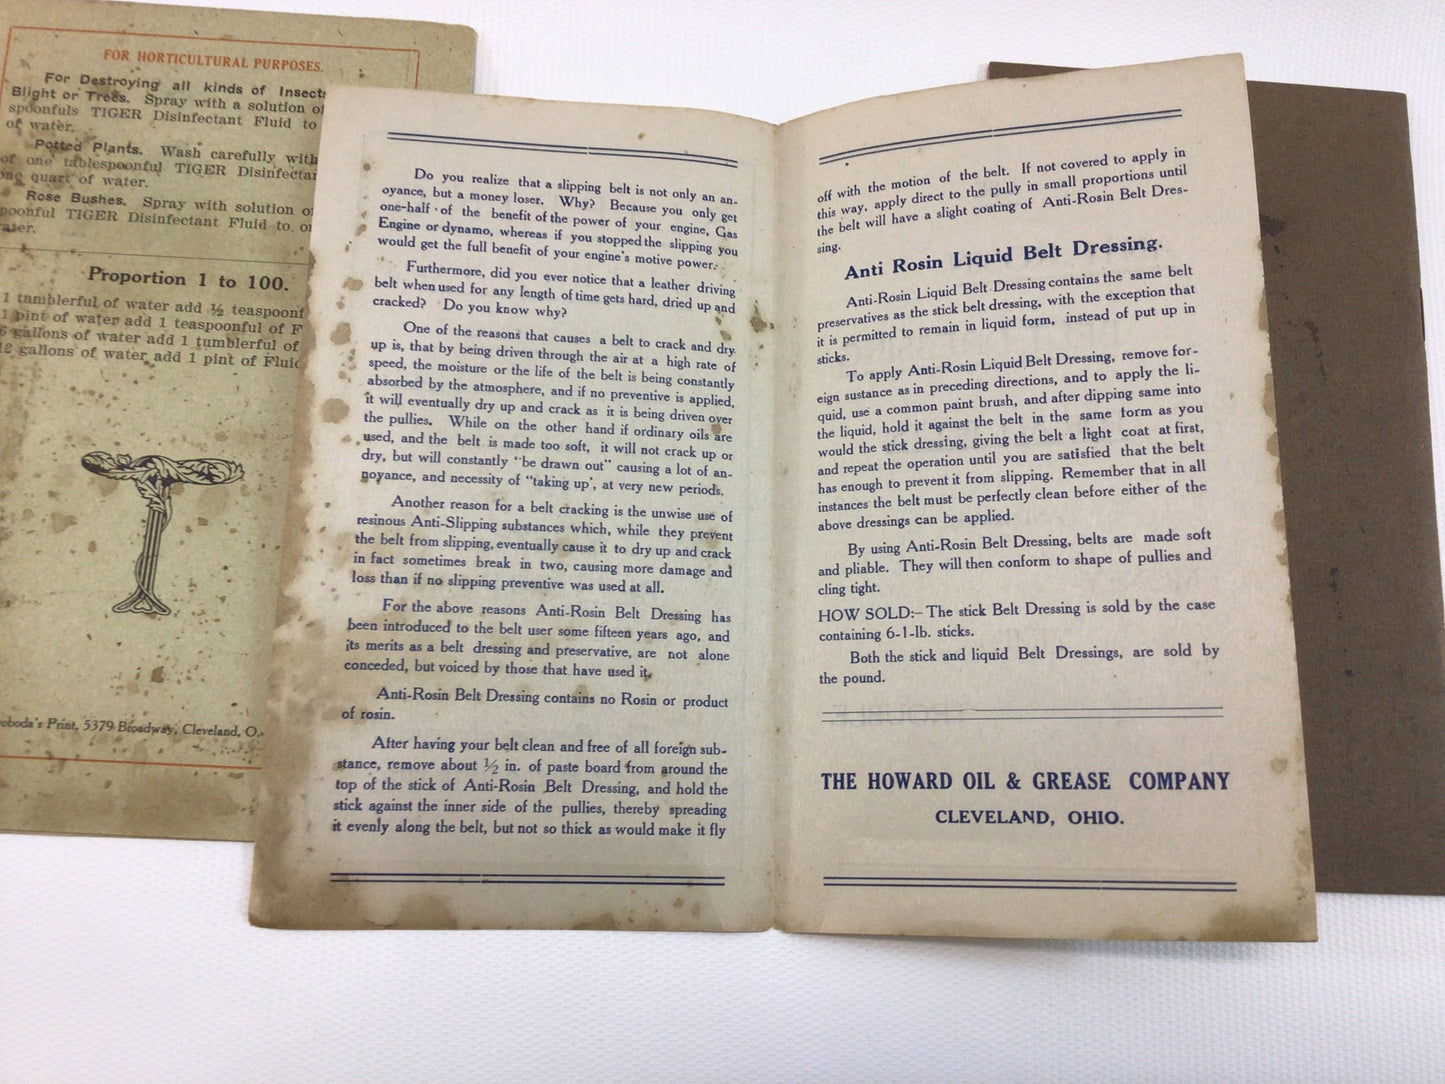 FOR HORTICULTURAL PURPOSES.
For Destroying all kinds of Insects
Blight or Trees. Spray with a solution of
spoonfuls TIGER Disinfectant Fluid to
of water.
Potted Plants. Wash carefully with
of one tablespoonful TIGER Disinfectan
one quart of water.
Rose Bushes. Spray with solution o
poonful TIGER Disinfectant Fluid to o
ater.
Proportion 1 to 100.
1 tamblerful of water add ½ teaspoonf
1 pint of water add 1 teaspoonful of F
6 gallons of water add 1 tumblerful of
12 gallons of water add 1 pint of Fluid
oboda's Print, 5379 Broadway, Cleveland, O.
Do you realize that a slipping belt is not only an an-
oyance, but a money loser. Why? Because you only get
one-half of the benefit of the power of your engine, Gas
Engine or dynamo, whereas if you stopped the slipping you
would get the full benefit of your engine's motive power.
Furthermore, did you ever notice that a leather driving
belt when used for any length of time gets hard, dried up and
cracked? Do you know why?
One of the reasons that causes a belt to crack and dry
up is, that by being driven through the air at a high rate of
speed, the moisture or the life of the belt is being constantly
absorbed by the atmosphere, and if no preventive is applied,
it will eventually dry up and crack as it is being driven over
the pullies. While on the other hand if ordinary oils are
used, and the belt is made too soft, it will not crack up or
dry, but will constantly "be drawn out" causing a lot of an-
noyance, and necessity of "taking up', at very new periods.
Another reason for a belt cracking is the unwise use of
resinous Anti-Slipping substances which, while they prevent
the belt from slipping, eventually cause it to dry up and crack
in fact sometimes break in two, causing more damage and
loss than if no slipping preventive was used at all.
For the above reasons Anti-Rosin Belt Dressing has
been introduced to the belt user some fifteen years ago, and
its merits as a belt dressing and preservative, are not alone
conceded, but voiced by those that have used it.
Anti-Rosin Belt Dressing contains no Rosin or product
of rosin.
After having your belt clean and free of all foreign sub-
stance, remove about ½ in. of paste board from around the
top of the stick of Anti-Rosin Belt Dressing, and hold the
stick against the inner side of the pullies, thereby spreading
it evenly along the belt, but not so thick as would make it fly
off with the motion of the belt. If not covered to apply in
this way, apply direct to the pully in small proportions until
the belt will have a slight coating of Anti-Rosin Belt Dres-
sing.
Anti Rosin Liquid Belt Dressing.
Anti-Rosin Liquid Belt Dressing contains the same belt
preservatives as the stick belt dressing, with the exception that
it is permitted to remain in liquid form, instead of put up in
sticks.
To apply Anti-Rosin Liquid Belt Dressing, remove for-
eign sustance as in preceding directions, and to apply the li-
quid, use a common paint brush, and after dipping same into
the liquid, hold it against the belt in the same form as you
would the stick dressing, giving the belt a light coat at first,
and repeat the operation until you are satisfied that the belt
has enough to prevent it from slipping. Remember that in all
instances the belt must be perfectly clean before either of the
above dressings can be applied.
By using Anti-Rosin Belt Dressing, belts are made soft
and pliable. They will then conform to shape of pullies and
cling tight.
HOW SOLD:– The stick Belt Dressing is sold by the case
containing 6-1-lb. sticks.
Both the stick and liquid Belt Dressings, are sold by
the pound.
THE HOWARD OIL & GREASE COMPANY
CLEVELAND, OHIO.